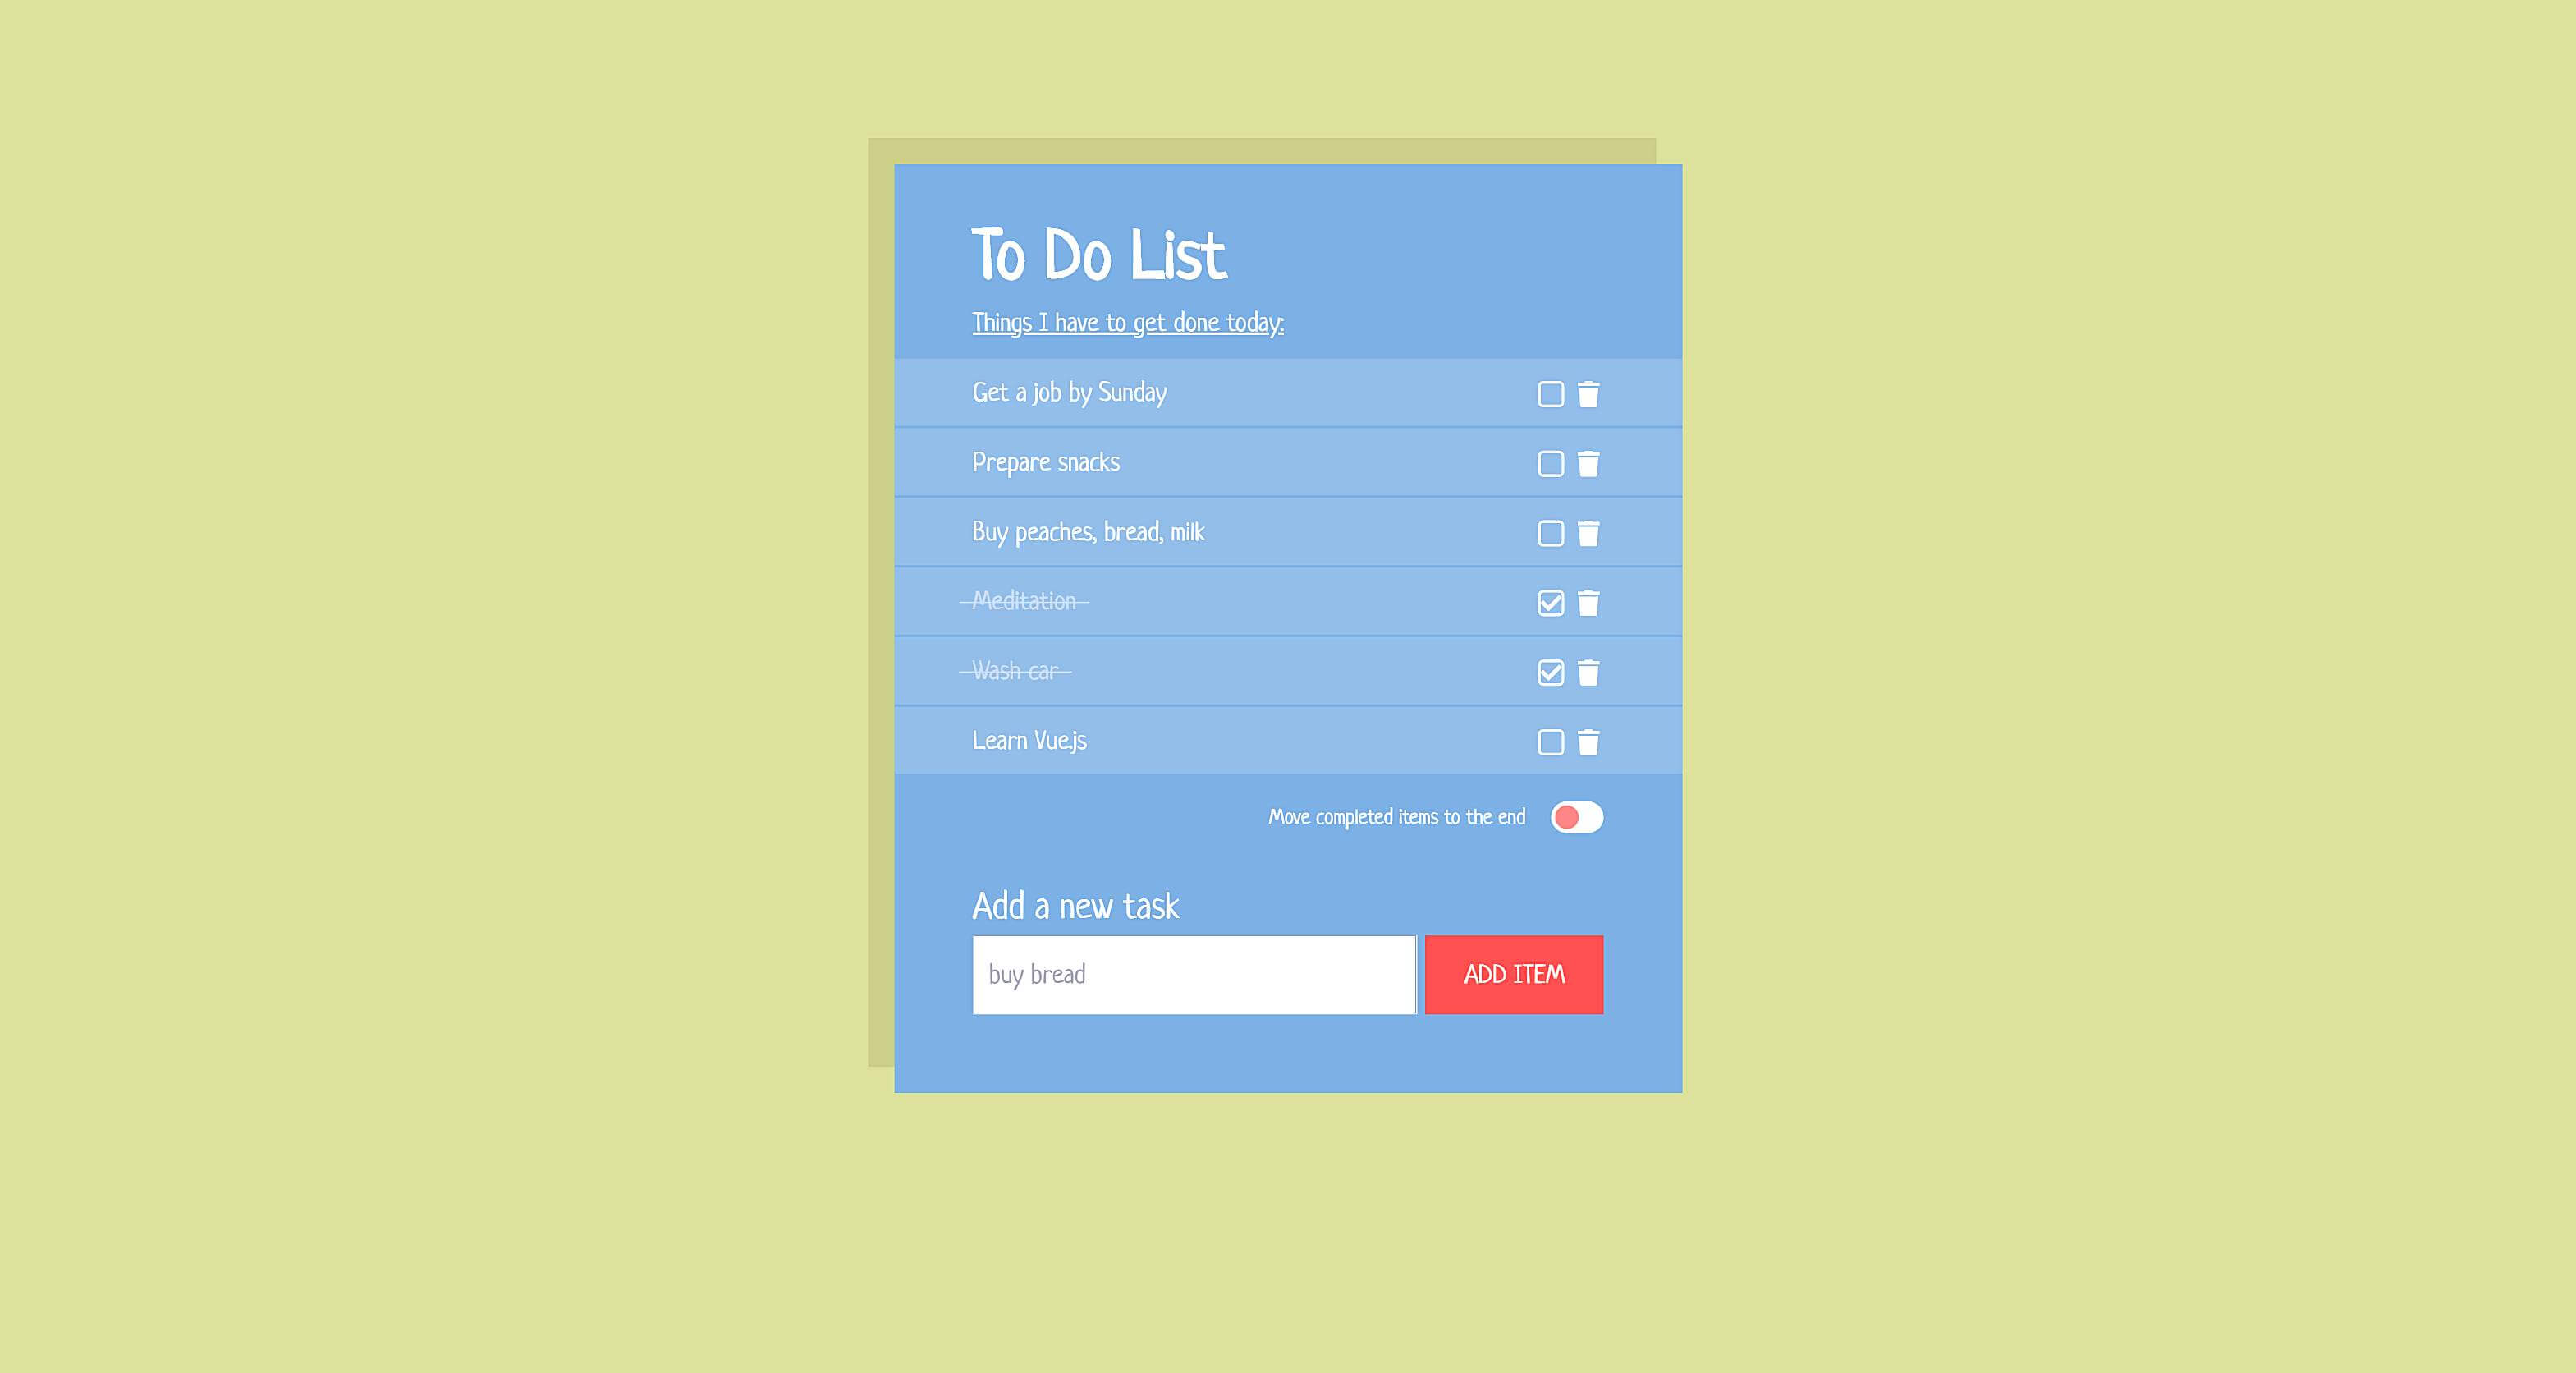 To Do List
Things I have to get done today:
Get a job by Sunday
Prepare snacks
Buy peaches, bread, milk
Meditation
Wash car
Learn Vue.js
Move completed items to the end
Add a new task
buy bread
ADD ITEM